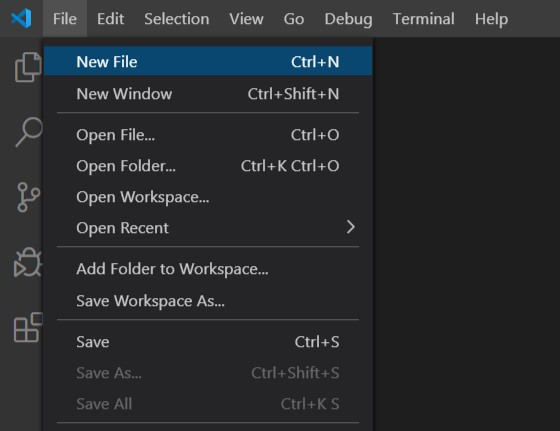 File Edit Selection View Go Debug Terminal Help
New File Ctrl+N
New Window Ctrl+Shift+N
Open File... Ctrl+O
Open Folder... Ctrl+K Ctrl+O
Open Workspace...
Open Recent
Add Folder to Workspace...
Save Workspace As...
Save Ctrl+S
Save As... Ctrl+Shift+S
Save All Ctrl+K S